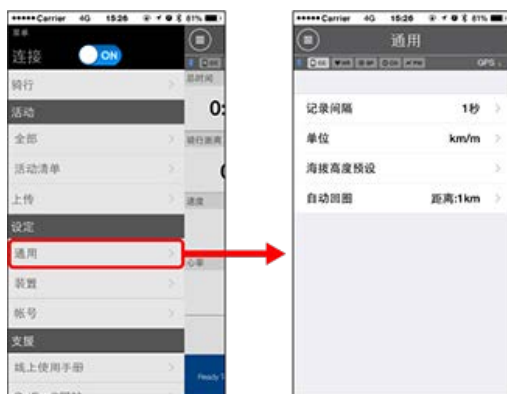 Carrier 4G 15:26 81%
菜单
连接 ON
骑行
活动
全部
活动清单
上传
设定
通用
装置
帐号
支援
线上使用手册
总时间
0:
骑行距离
速度
心率
Ready T
Carrier 4G 15:26 81%
通用
GPS
记录间隔 1秒
单位 km/m
海拔高度预设
自动回圈 距离:1km